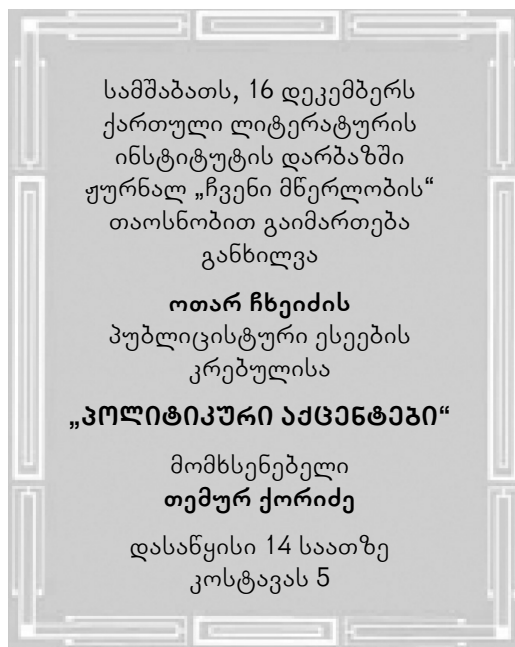 სამშაბათს, 16 დეკემბერს
ქართული ლიტერატურის
ინსტიტუტის დარბაზში
ჟურნალ „ჩვენი მწერლობის“
თაოსნობით გაიმართება
განხილვა
ოთარ ჩხეიძის
პუბლიცისტური ესეების
კრებულისა
„პოლიტიკური აქცენტები“
მომხსენებელი
თემურ ქორიძე
დასაწყისი 14 საათზე
კოსტავას 5